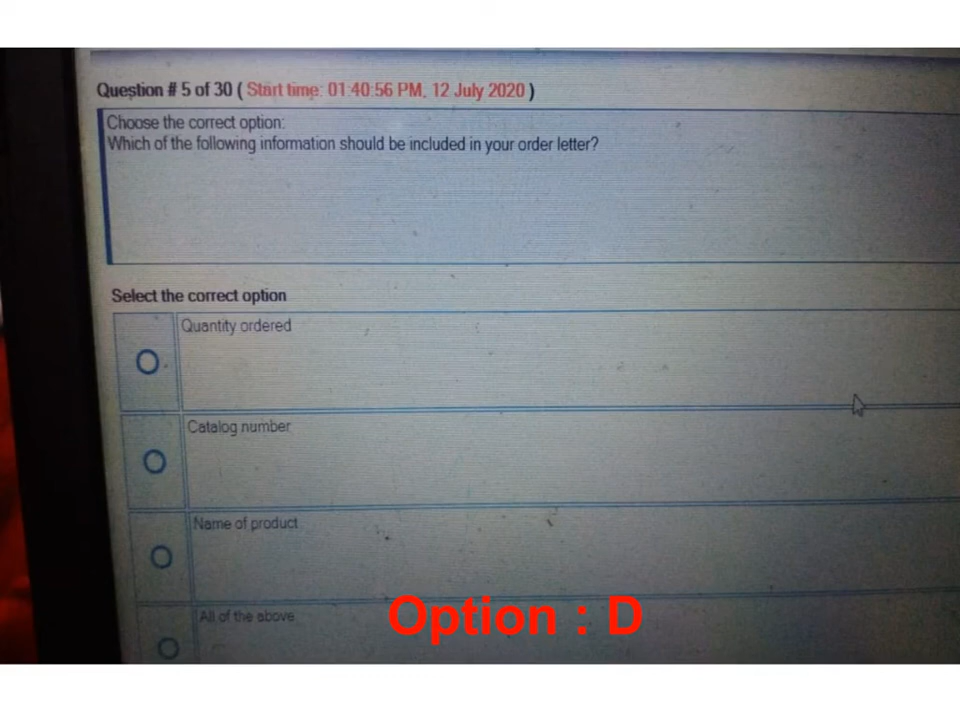 Question # 5 of 30 ( Start time: 01:40:56 PM, 12 July 2020 )
Choose the correct option:
Which of the following information should be included in your order letter?
Select the correct option
Quantity ordered
Catalog number
Name of product
All of the above
Option : D